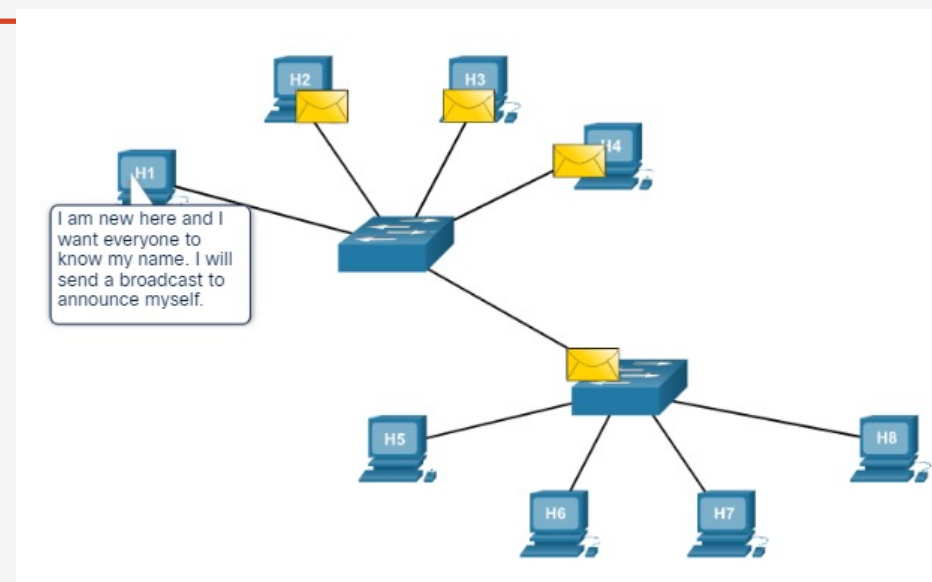 H2
H3
H4
H1
I am new here and I
want everyone to
know my name. I will
send a broadcast to
announce myself.
H5
H8
H6
H7